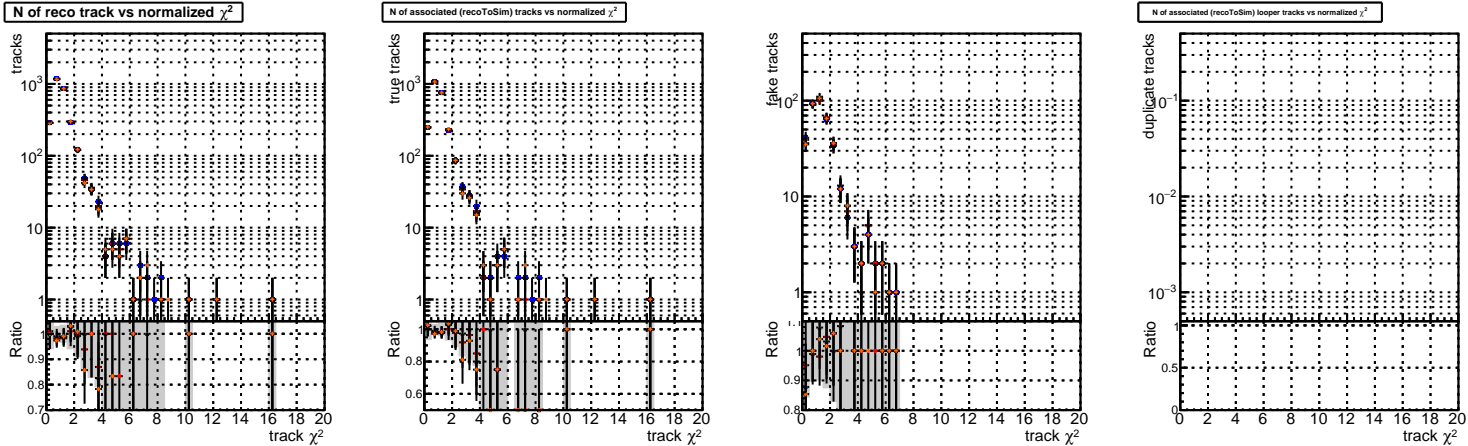 N of reco track vs normalized χ²
tracks
10³
10²
10
1
Ratio
1
0.9
0.8
0.7
0 2 4 6 8 10 12 14 16 18 20
track χ²
N of associated (recoToSim) tracks vs normalized χ²
true tracks
10³
10²
10
1
Ratio
1
0.8
0.6
0 2 4 6 8 10 12 14 16 18 20
track χ²
fake tracks
10²
10
1
Ratio
1.1
1
0.9
0.8
0 2 4 6 8 10 12 14 16 18 20
track χ²
N of associated (recoToSim) looper tracks vs normalized χ²
duplicate tracks
10⁻¹
10⁻²
10⁻³
Ratio
1
0.5
0
0 2 4 6 8 10 12 14 16 18 20
track χ²